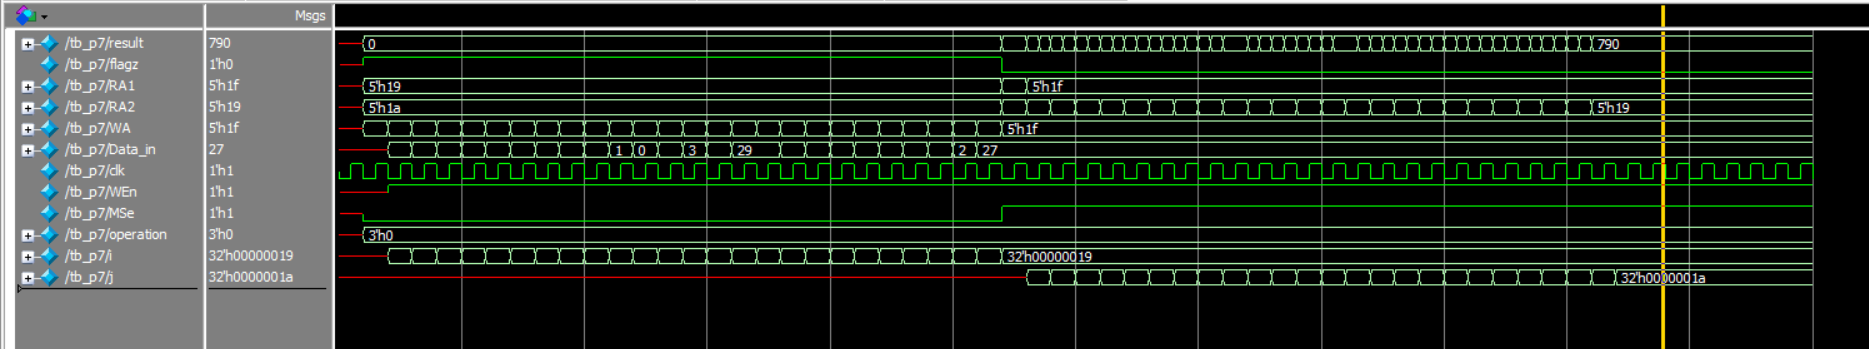 Msgs
/tb_p7/result 790 0 790
/tb_p7/flagz 1'h0
/tb_p7/RA1 5'h1f 5'h19 5'h1f
/tb_p7/RA2 5'h19 5'h1a 5'h19
/tb_p7/WA 5'h1f 5'h1f
/tb_p7/Data_in 27 1 0 3 29 2 27
/tb_p7/clk 1'h1
/tb_p7/WEn 1'h1
/tb_p7/MSe 1'h1
/tb_p7/operation 3'h0 3'h0
/tb_p7/i 32'h00000019 32'h00000019
/tb_p7/j 32'h0000001a 32'h0000001a